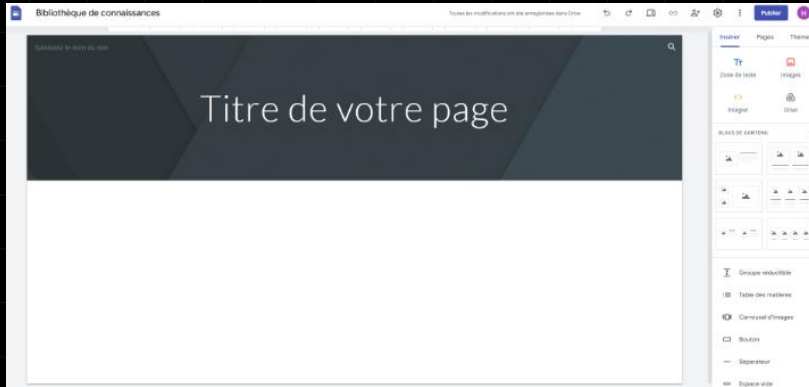 Bibliothèque de connaissances
Toutes les modifications ont été enregistrées dans Drive
Publier
Saisissez le nom du site
Titre de votre page
Insérer Pages Thème
Zone de texte Images
Intégrer Drive
BLOCS DE CONTENU
Groupe réductible
Table des matières
Carrousel d'images
Bouton
Séparateur
Espace vide